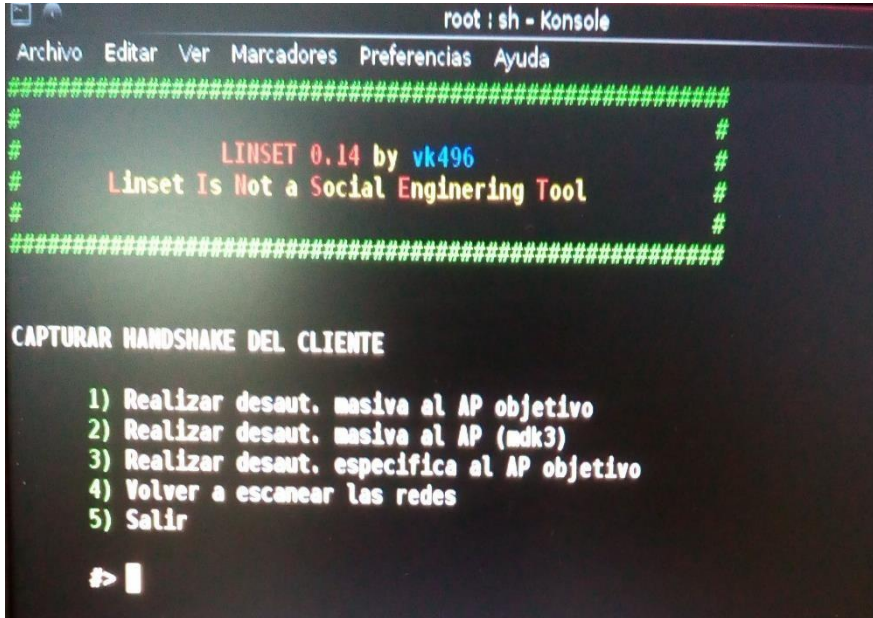 root : sh - Konsole
Archivo Editar Ver Marcadores Preferencias Ayuda
##########################################################
# #
# LINSET 0.14 by vk496 #
# Linset Is Not a Social Enginering Tool #
# #
##########################################################
CAPTURAR HANDSHAKE DEL CLIENTE
1) Realizar desaut. masiva al AP objetivo
2) Realizar desaut. masiva al AP (mdk3)
3) Realizar desaut. especifica al AP objetivo
4) Volver a escanear las redes
5) Salir
#>